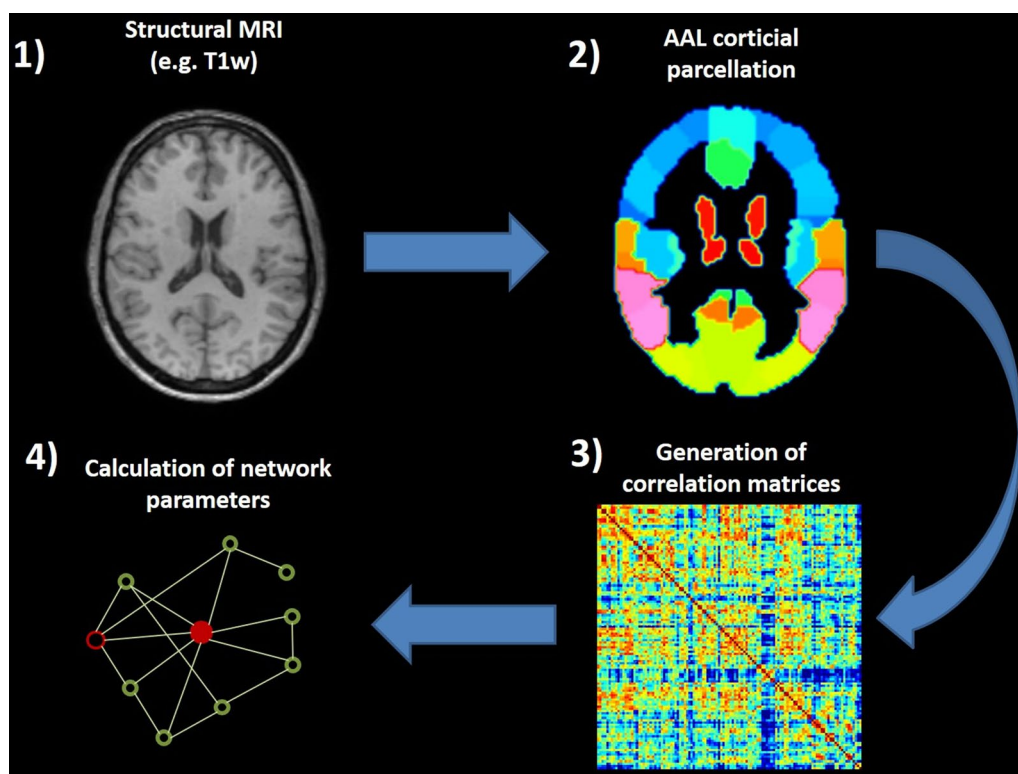 1)
Structural MRI
(e.g. T1w)
2)
AAL corticial
parcellation
3)
Generation of
correlation matrices
4)
Calculation of network
parameters